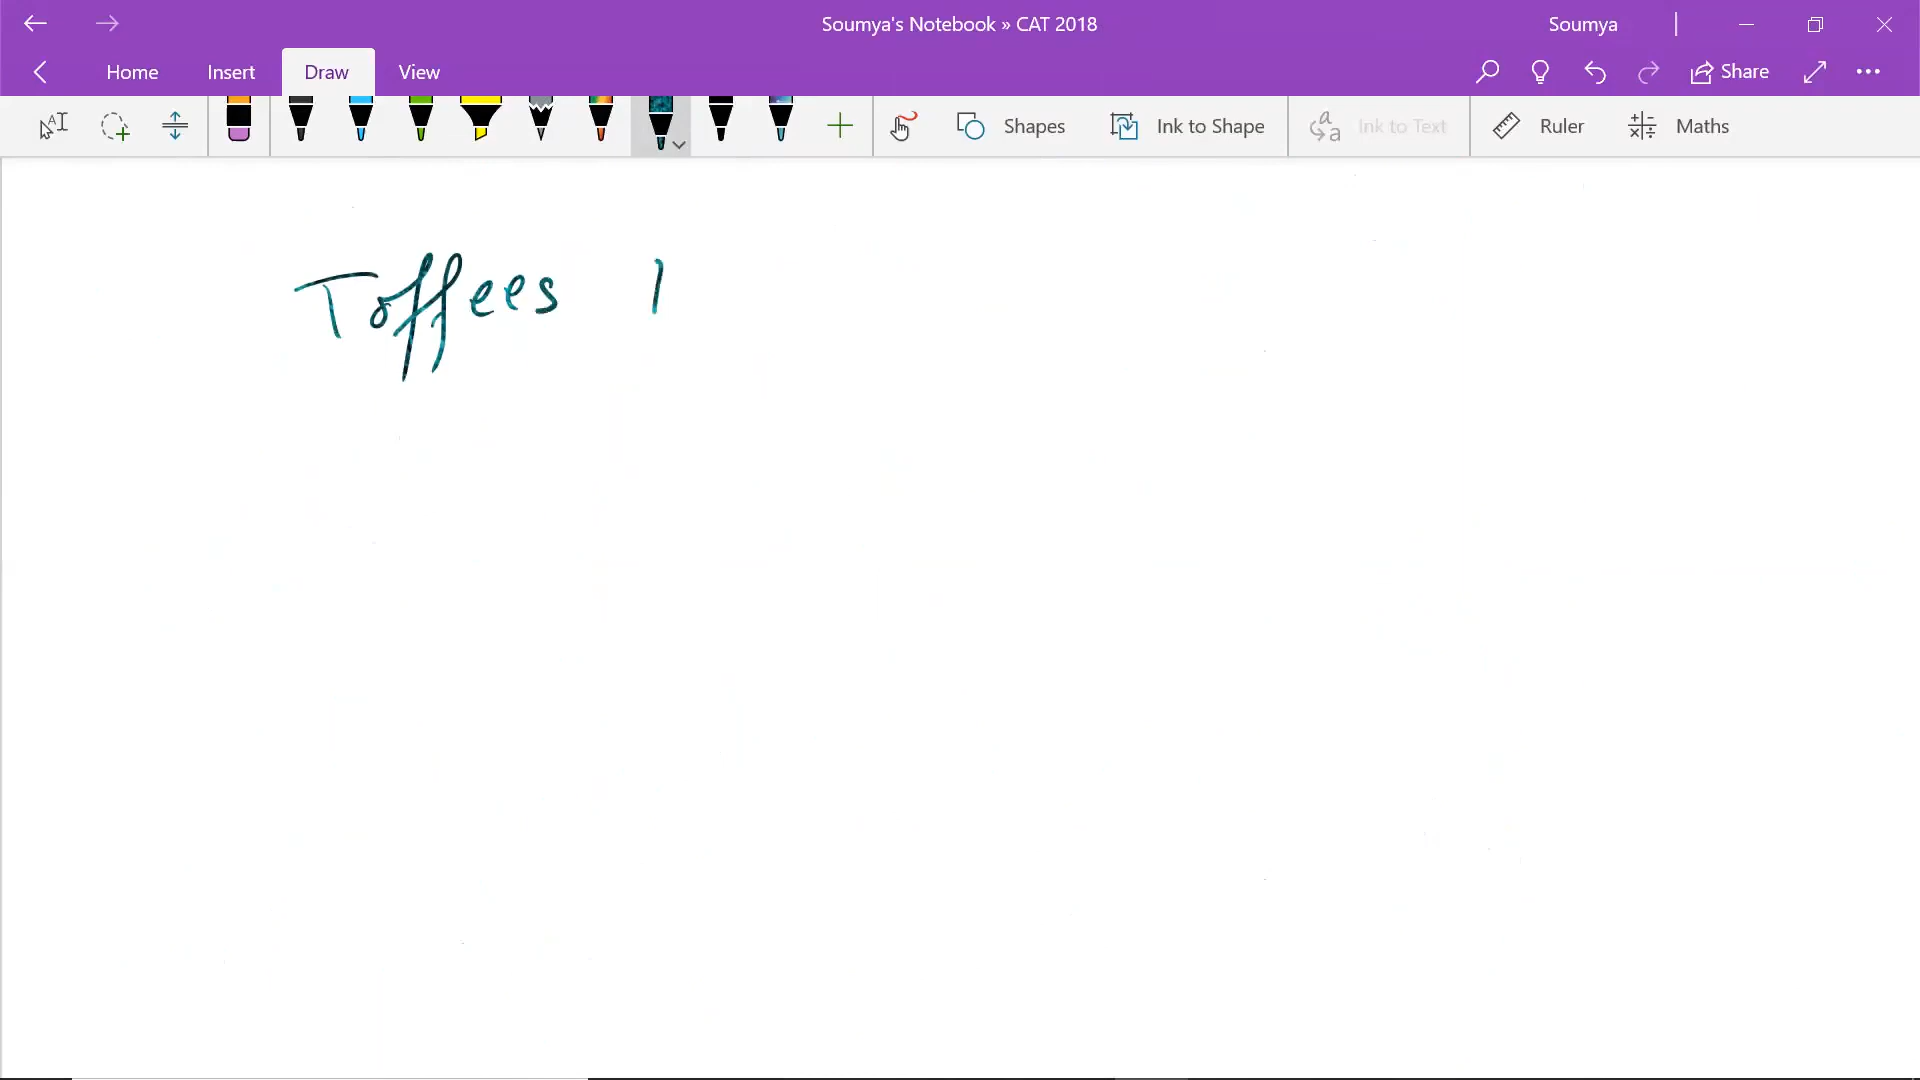 Soumya's Notebook » CAT 2018
Soumya
Home Insert Draw View
Share
Shapes Ink to Shape Ink to Text Ruler Maths
Toffees